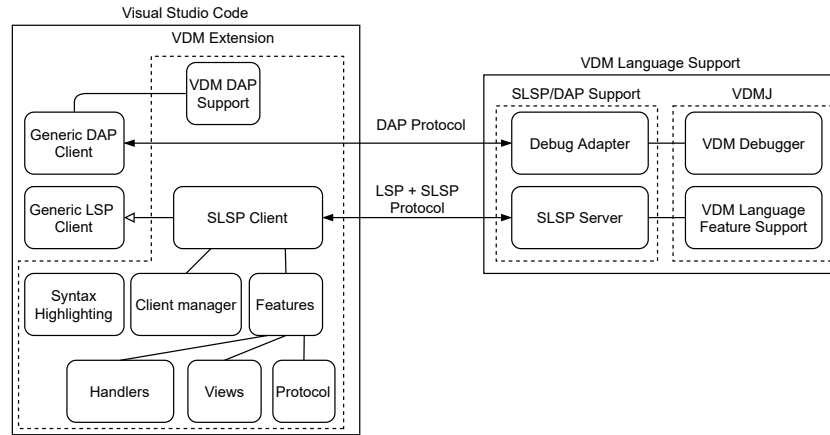 Visual Studio Code
VDM Extension
VDM DAP
Support
Generic DAP
Client
Generic LSP
Client
SLSP Client
Syntax
Highlighting
Client manager
Features
Handlers
Views
Protocol
DAP Protocol
LSP + SLSP
Protocol
VDM Language Support
SLSP/DAP Support
VDMJ
Debug Adapter
VDM Debugger
SLSP Server
VDM Language
Feature Support